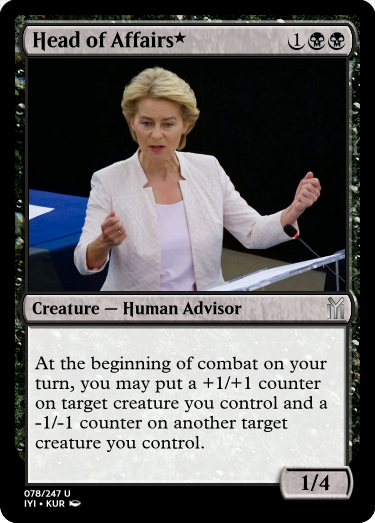 Head of Affairs★ 1
Creature — Human Advisor
At the beginning of combat on your
turn, you may put a +1/+1 counter
on target creature you control and a
-1/-1 counter on another target
creature you control.
1/4
078/247 U
IYI • KUR